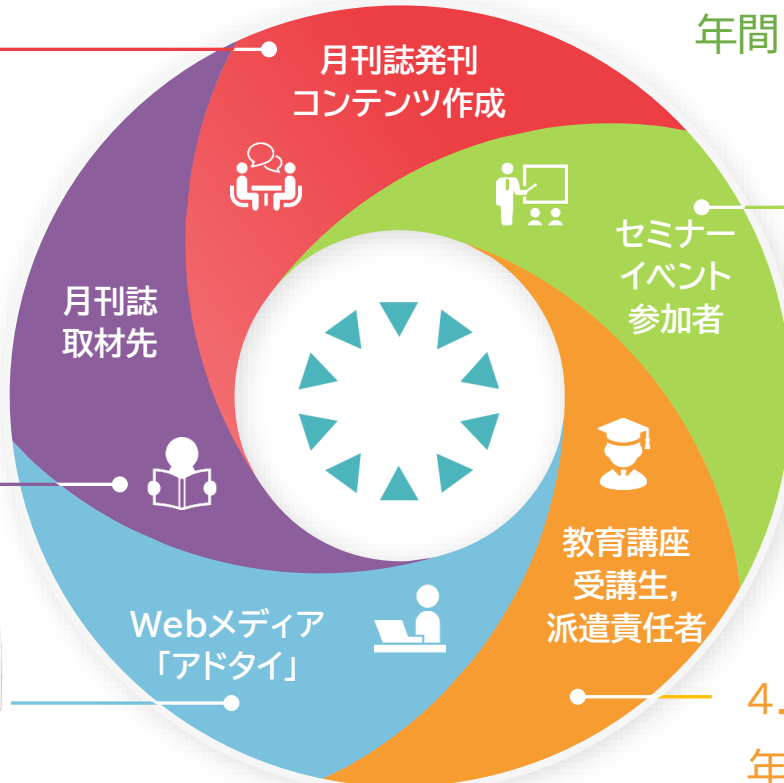 年間
月刊誌発刊
コンテンツ作成
セミナー
イベント
参加者
月刊誌
取材先
教育講座
受講生,
派遣責任者
Webメディア
「アドタイ」
4.
年